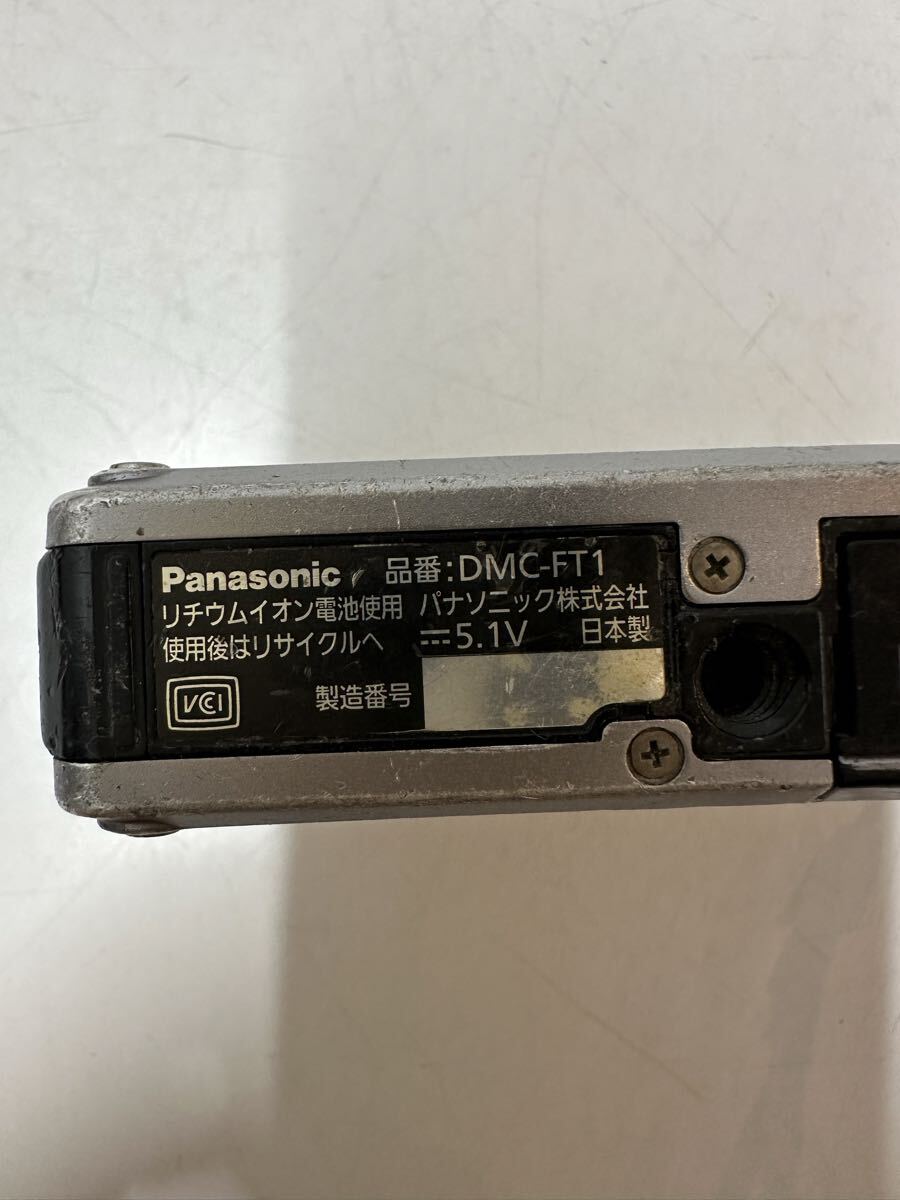 Panasonic 品番:DMC-FT1
リチウムイオン電池使用 パナソニック株式会社
使用後はリサイクルへ ⎓5.1V 日本製
VCCI 製造番号